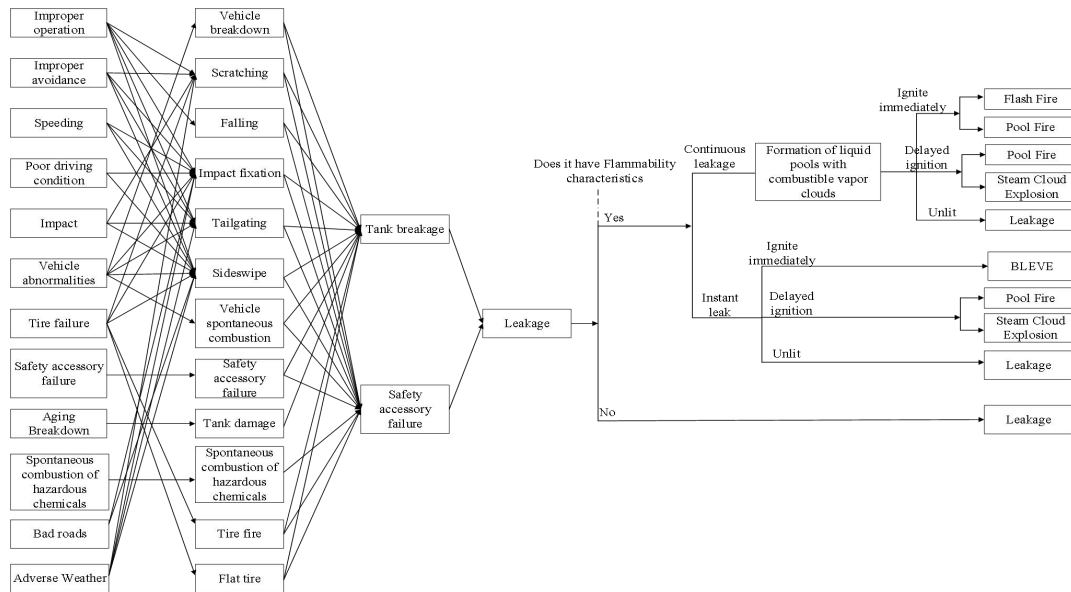 Improper
operation
Improper
avoidance
Speeding
Poor driving
condition
Impact
Vehicle
abnormalities
Tire failure
Safety accessory
failure
Aging
Breakdown
Spontaneous
combustion of
hazardous
chemicals
Bad roads
Adverse Weather
Vehicle
breakdown
Scratching
Falling
Impact fixation
Tailgating
Sideswipe
Vehicle
spontaneous
combustion
Safety
accessory
failure
Tank damage
Spontaneous
combustion of
hazardous
chemicals
Tire fire
Flat tire
Tank breakage
Safety
accessory
failure
Leakage
Does it have Flammability
characteristics
Yes
No
Continuous
leakage
Instant
leak
Formation of liquid
pools with
combustible vapor
clouds
Ignite
immediately
Delayed
ignition
Unlit
Flash Fire
Pool Fire
Pool Fire
Steam Cloud
Explosion
Leakage
Ignite
immediately
Delayed
ignition
Unlit
BLEVE
Pool Fire
Steam Cloud
Explosion
Leakage
Leakage